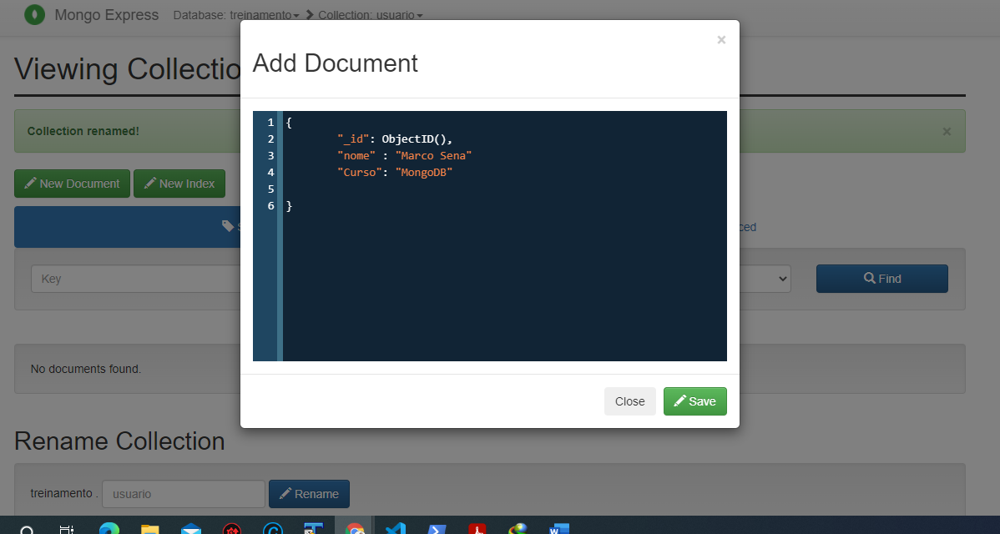 Mongo Express Database: treinamento Collection: usuario
×
Add Document
Viewing Collectio
1 {
2 "_id": ObjectID(),
3 "nome" : "Marco Sena"
4 "Curso": "MongoDB"
5
6 }
Collection renamed! ×
New Document New Index
ced
Key Find
No documents found.
Close Save
Rename Collection
treinamento . usuario Rename